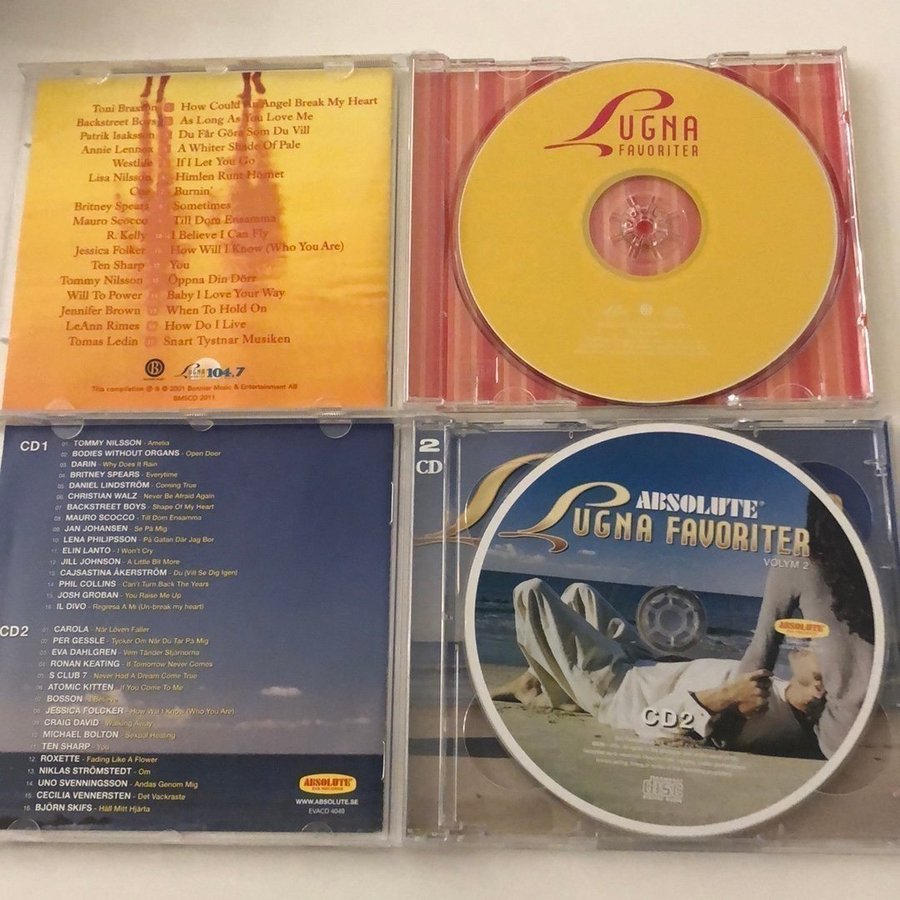 Toni Braxton How Could An Angel Break My Heart
Backstreet Boys As Long As You Love Me
Patrik Isaksson Du Får Göra Som Du Vill
Annie Lennox A Whiter Shade Of Pale
Westlife If I Let You Go
Lisa Nilsson Himlen Runt Hörnet
Burnin'
Britney Spears Sometimes
Mauro Scocco Till Dom Ensamma
R. Kelly I Believe I Can Fly
Jessica Folker How Will I Know (Who You Are)
Ten Sharp You
Tommy Nilsson Öppna Din Dörr
Will To Power Baby I Love Your Way
Jennifer Brown When To Hold On
LeAnn Rimes How Do I Live
Tomas Ledin Snart Tystnar Musiken
LUGNA 104.7
This compilation ℗ © 2001 Bonnier Music & Entertainment AB
BMSCD 2011
LUGNA
FAVORITER
CD1
01. TOMMY NILSSON - Amelia
02. BODIES WITHOUT ORGANS - Open Door
03. DARIN - Why Does It Rain
04. BRITNEY SPEARS - Everytime
05. DANIEL LINDSTRÖM - Coming True
06. CHRISTIAN WALZ - Never Be Afraid Again
07. BACKSTREET BOYS - Shape Of My Heart
08. MAURO SCOCCO - Till Dom Ensamma
09. JAN JOHANSEN - Se På Mig
10. LENA PHILIPSSON - På Gatan Där Jag Bor
11. ELIN LANTO - I Won't Cry
12. JILL JOHNSON - A Little Bit More
13. CAJSASTINA ÅKERSTRÖM - Du (Vill Se Dig Igen)
14. PHIL COLLINS - Can't Turn Back The Years
15. JOSH GROBAN - You Raise Me Up
16. IL DIVO - Regresa A Mi (Un-break my heart)
CD2
01. CAROLA - När Löven Faller
02. PER GESSLE - Tycker Om När Du Tar På Mig
03. EVA DAHLGREN - Vem Tänder Stjärnorna
04. RONAN KEATING - If Tomorrow Never Comes
05. S CLUB 7 - Never Had A Dream Come True
06. ATOMIC KITTEN - If You Come To Me
07. BOSSON - I Believe
08. JESSICA FOLCKER - How Wil I Know (Who You Are)
09. CRAIG DAVID - Walking Away
10. MICHAEL BOLTON - Sexual Healing
11. TEN SHARP - You
12. ROXETTE - Fading Like A Flower
13. NIKLAS STRÖMSTEDT - Om
14. UNO SVENNINGSSON - Andas Genom Mig
15. CECILIA VENNERSTEN - Det Vackraste
16. BJÖRN SKIFS - Håll Mitt Hjärta
ABSOLUTE
EVA RECORDS
WWW.ABSOLUTE.SE
EVACD 4049
2
CD
ABSOLUTE®
LUGNA FAVORITER
VOLYM 2
ABSOLUTE
CD2
COMPACT
disc